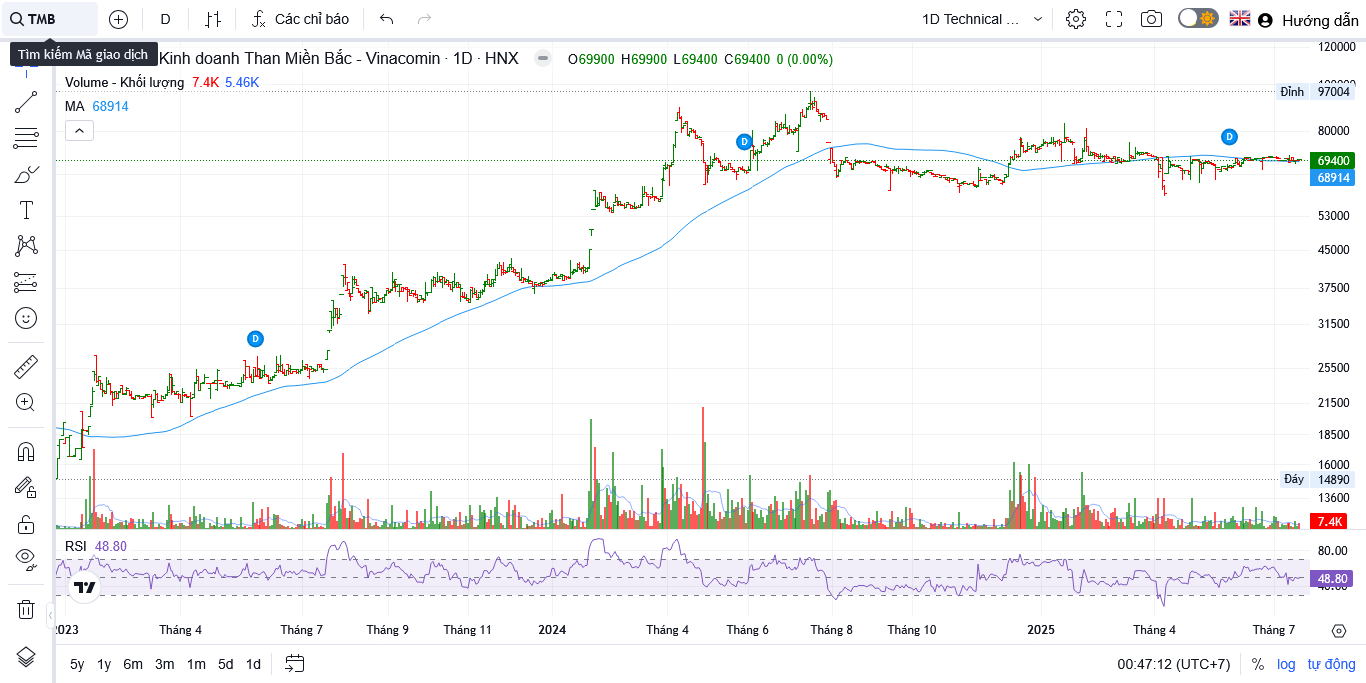 TMB
D
Các chỉ báo
1D Technical ...
Hướng dẫn
Tìm kiếm Mã giao dịch
Kinh doanh Than Miền Bắc - Vinacomin · 1D · HNX
O69900 H69900 L69400 C69400 0 (0.00%)
Volume - Khối lượng 7.4K 5.46K
MA 68914
120000
100000
Đỉnh 97004
80000
69400
68914
53000
45000
37500
31500
25500
21500
18500
16000
Đáy 14890
13600
7.4K
D
D
D
RSI 48.80
80.00
48.80
40.00
2023
Tháng 4
Tháng 7
Tháng 9
Tháng 11
2024
Tháng 4
Tháng 6
Tháng 8
Tháng 10
2025
Tháng 4
Tháng 7
5y 1y 6m 3m 1m 5d 1d
00:47:12 (UTC+7)
% log tự động